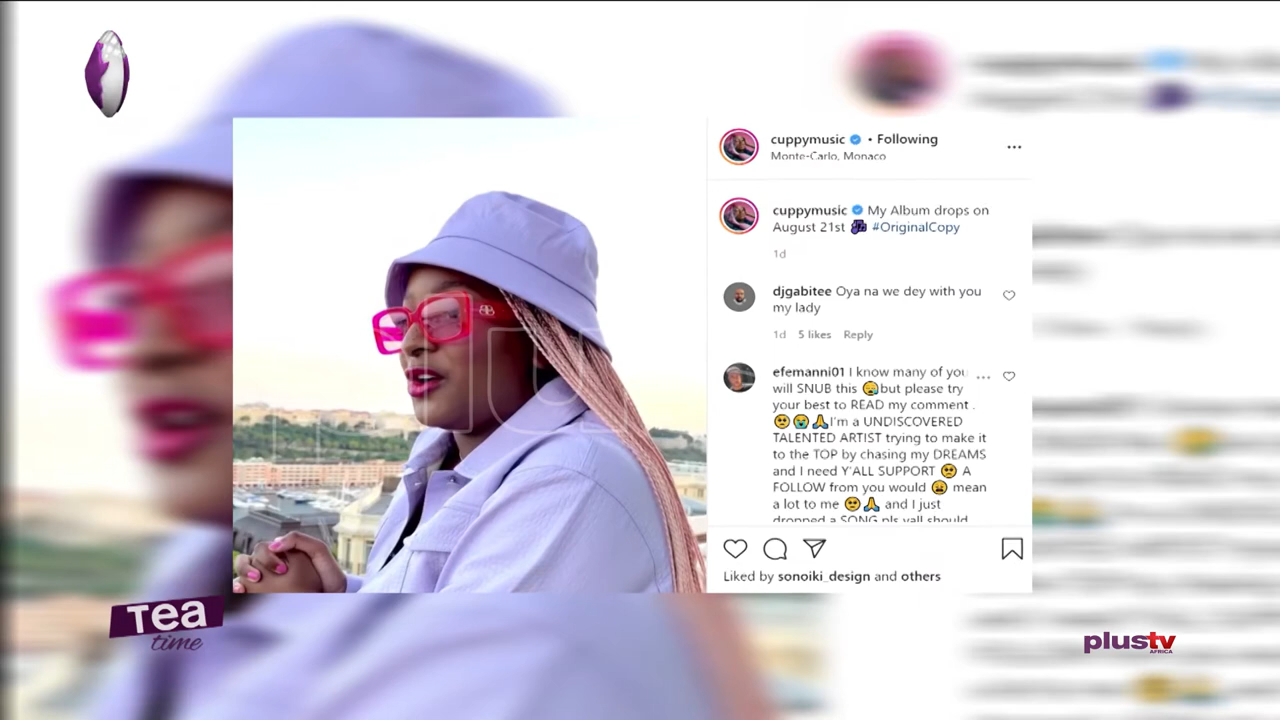 cuppymusic • Following
Monte-Carlo, Monaco
cuppymusic My Album drops on
August 21st #OriginalCopy
1d
djgabitee Oya na we dey with you
my lady
1d 5 likes Reply
efemanni01 I know many of you
will SNUB this 😭but please try
your best to READ my comment .
🥺😭🙏I'm a UNDISCOVERED
TALENTED ARTIST trying to make it
to the TOP by chasing my DREAMS
and I need Y'ALL SUPPORT 🥺 A
FOLLOW from you would 😩 mean
a lot to me 🥺🙏 and I just
dropped a SONG pls yall should
Liked by sonoiki_design and others
Tea
time
plustv
AFRICA